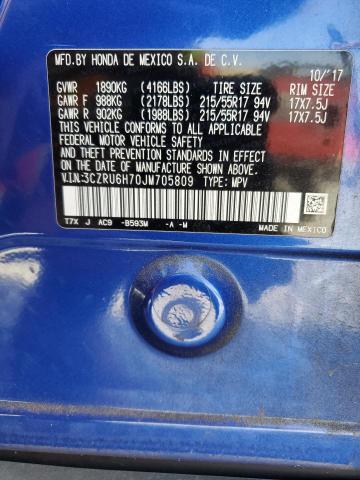 MFD.BY HONDA DE MEXICO S.A. DE C.V.
10/'17
GVWR 1890KG (4166LBS) TIRE SIZE RIM SIZE
GAWR F 988KG (2178LBS) 215/55R17 94V 17X7.5J
GAWR R 902KG (1988LBS) 215/55R17 94V 17X7.5J
THIS VEHICLE CONFORMS TO ALL APPLICABLE
FEDERAL MOTOR VEHICLE SAFETY
AND THEFT PREVENTION STANDARDS IN EFFECT
ON THE DATE OF MANUFACTURE SHOWN ABOVE.
V.I.N:3CZRU6H70JM705809 TYPE: MPV
T7X J AC9 -B593M -A -M
MADE
IN MEXICO